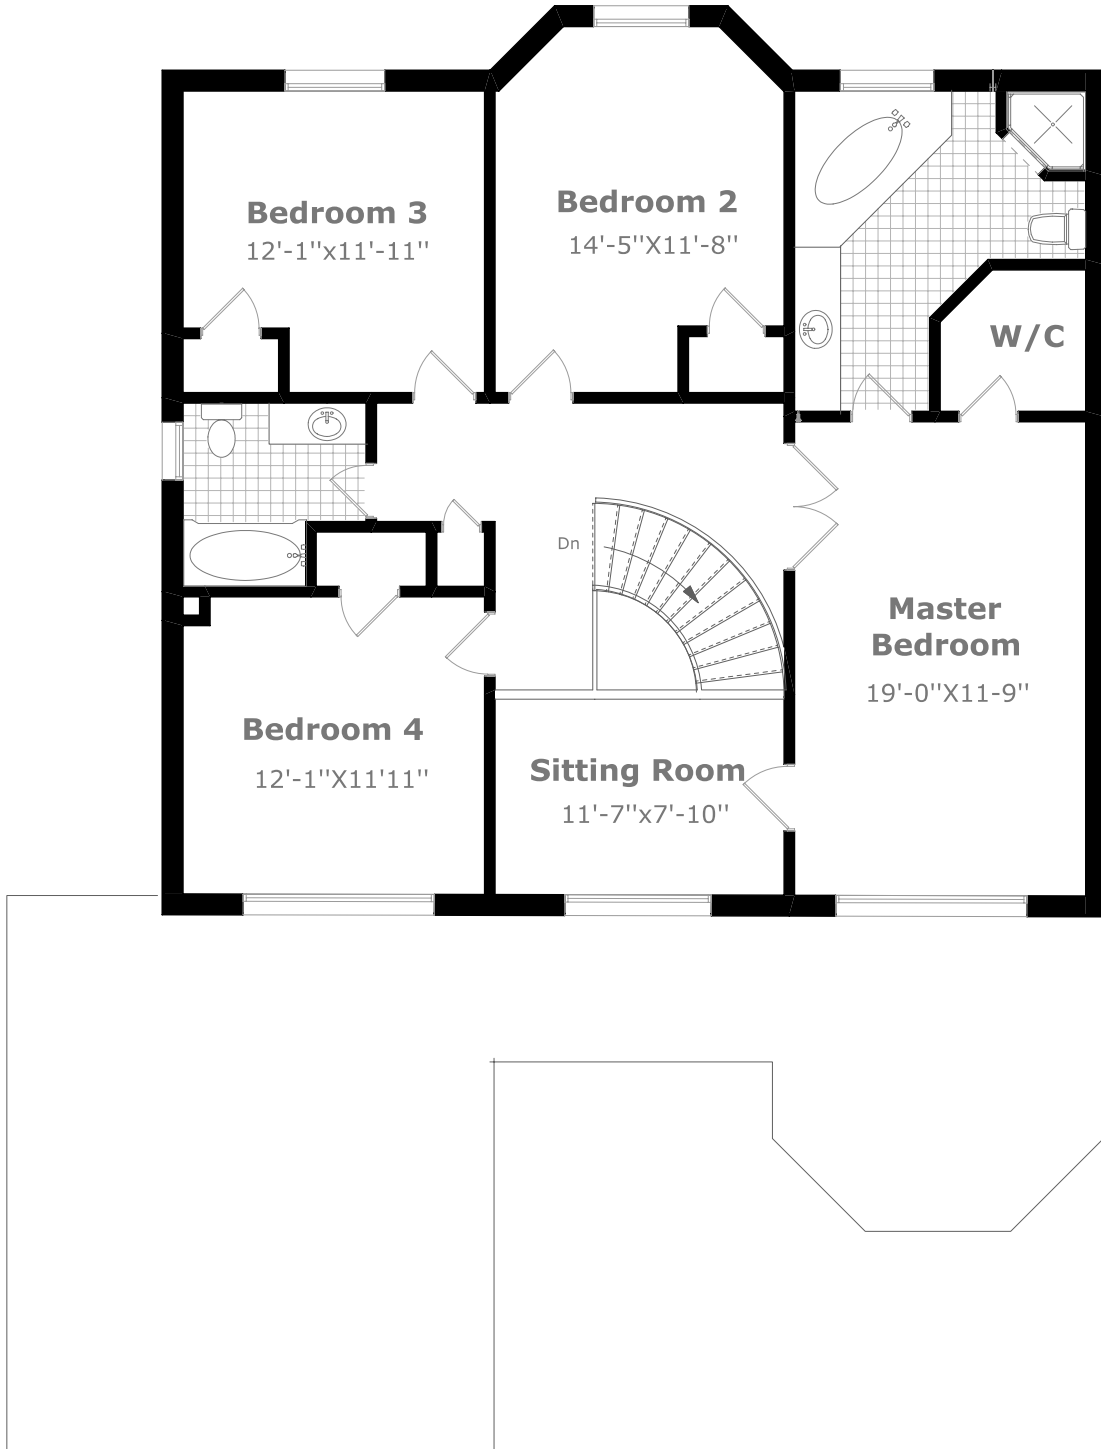 Bedroom 3
12'-1''x11'-11''
Bedroom 2
14'-5''X11'-8''
W/C
Dn
Master
Bedroom
19'-0''X11-9''
Bedroom 4
12'-1''X11'11''
Sitting Room
11'-7''x7'-10''